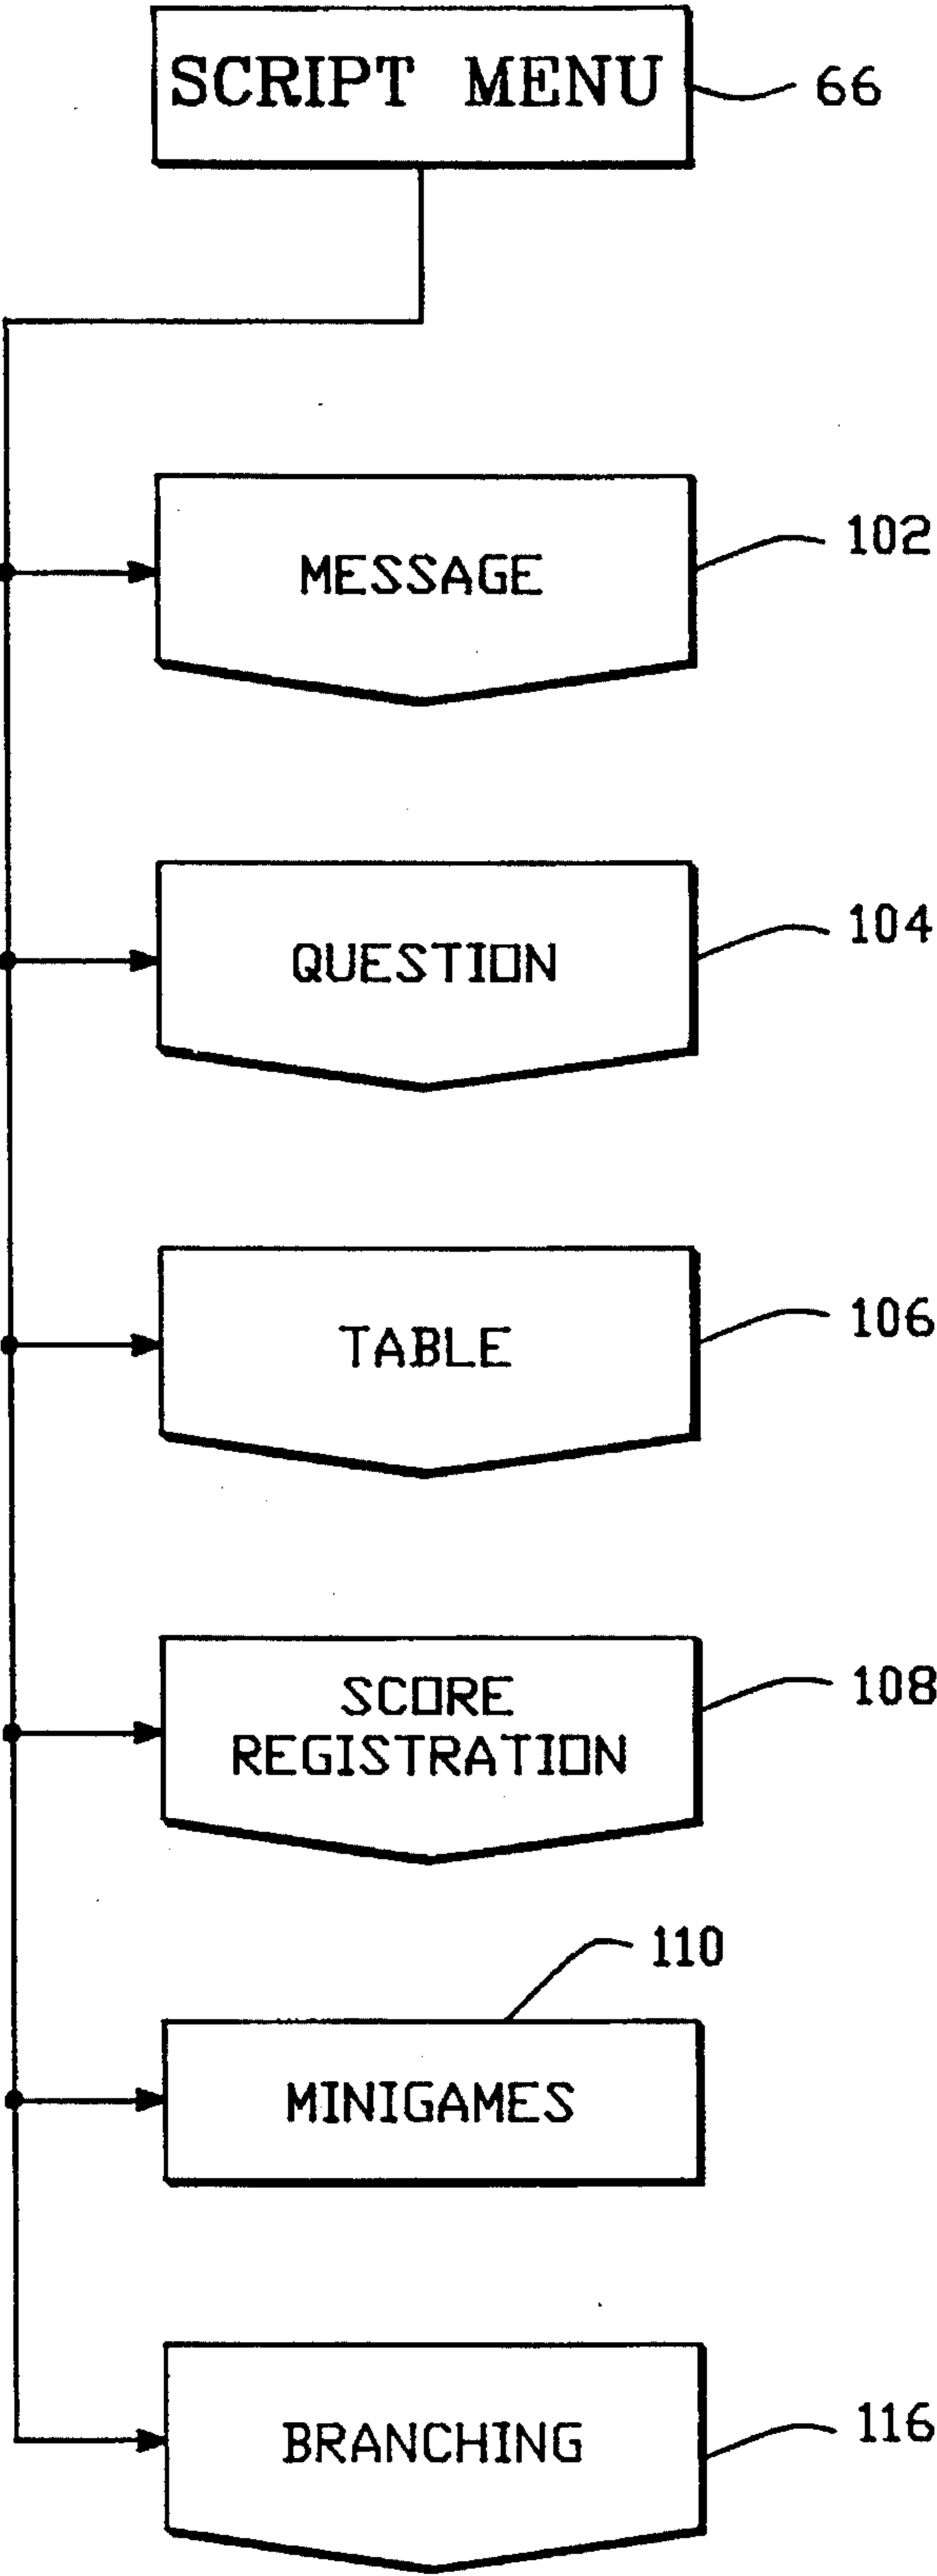 SCRIPT MENU
66
MESSAGE
102
QUESTION
104
TABLE
106
SCORE
REGISTRATION
108
110
MINIGAMES
BRANCHING
116